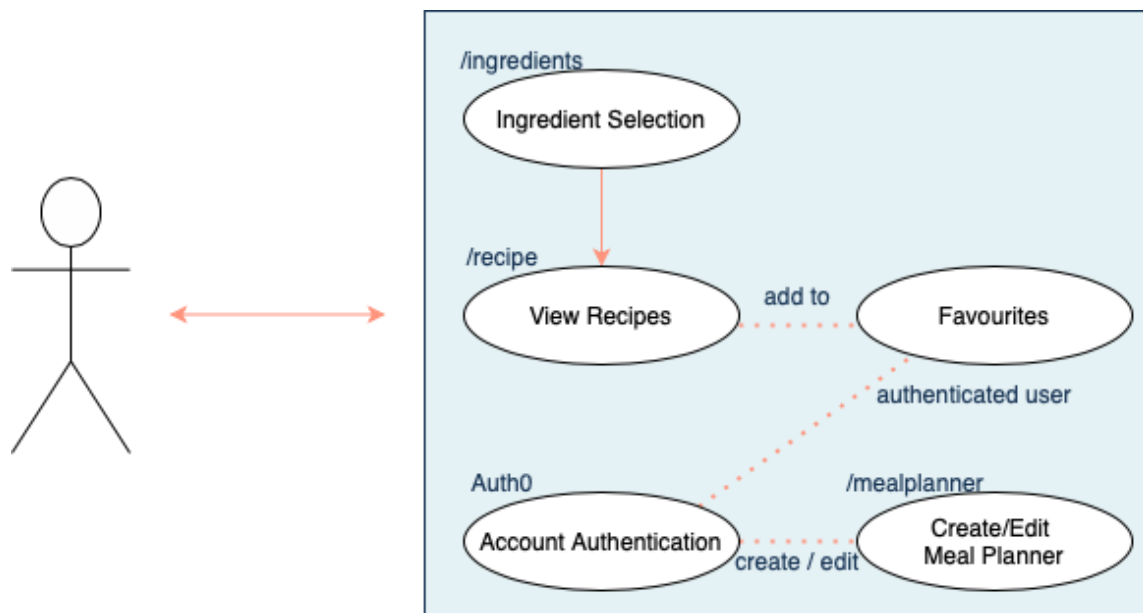 /ingredients
Ingredient Selection
/recipe
View Recipes
add to
Favourites
authenticated user
Auth0
Account Authentication
create / edit
/mealplanner
Create/Edit
Meal Planner